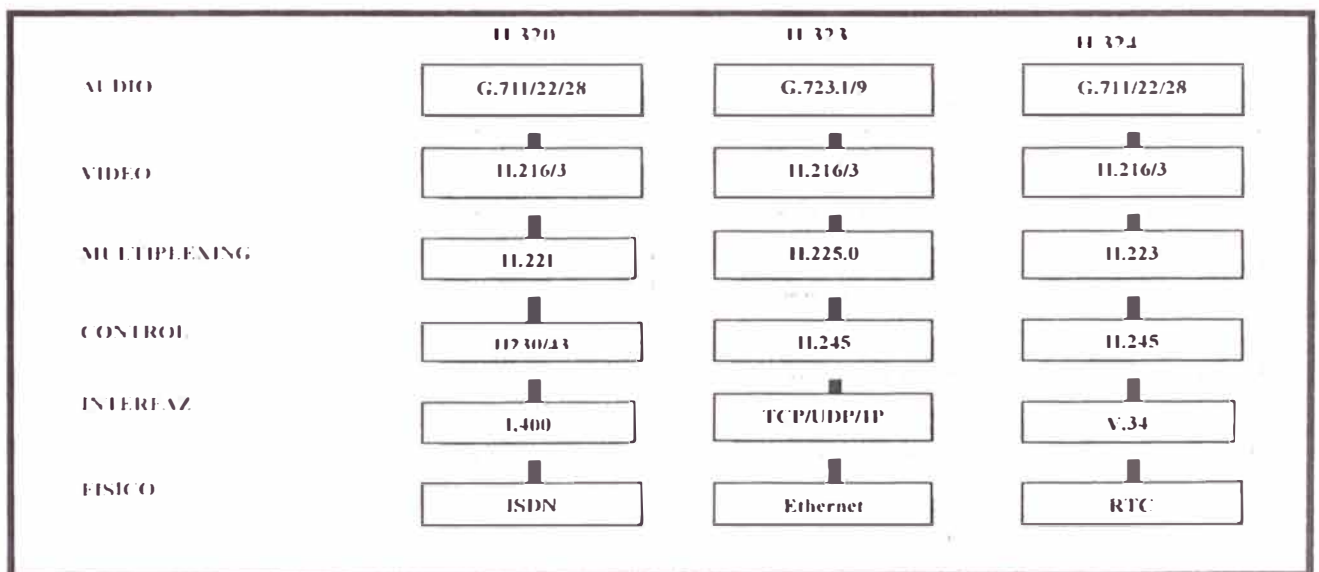 H.320 H.323 H.324
AUDIO G.711/22/28 G.723.1/9 G.711/22/28
VIDEO H.216/3 H.216/3 H.216/3
MULTIPLEXING H.221 H.225.0 H.223
CONTROL H230/43 H.245 H.245
INTERFAZ I.400 TCP/UDP/IP V.34
FISICO ISDN Ethernet RTC